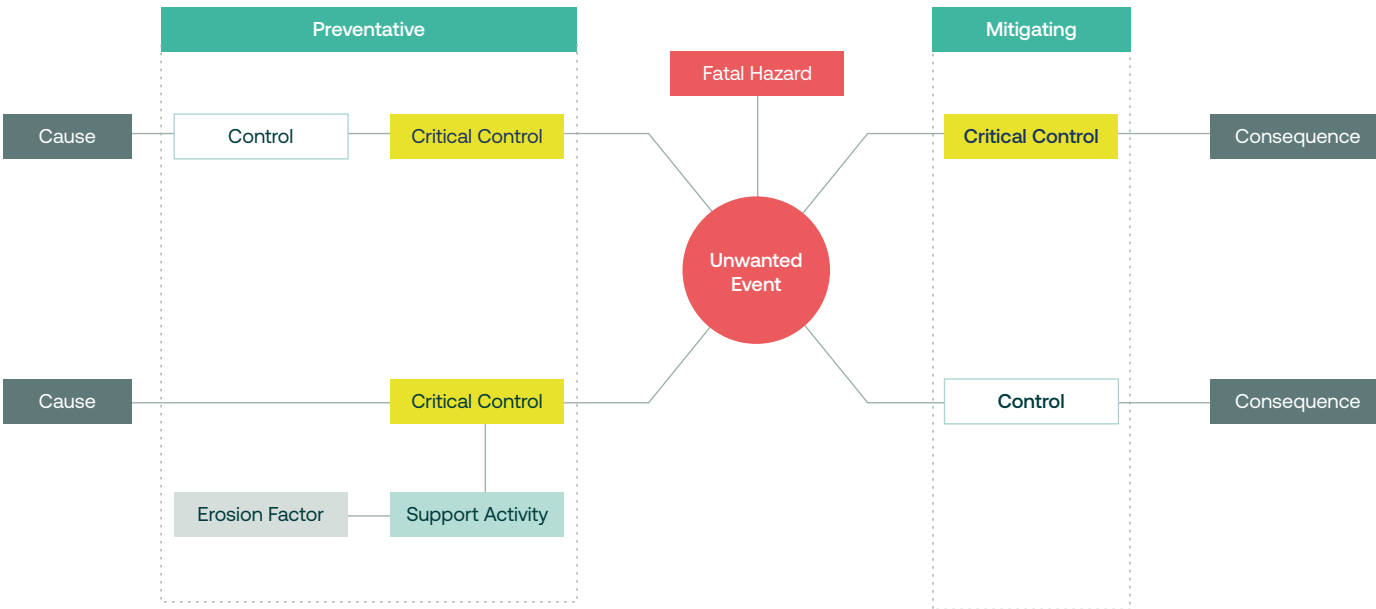 Preventative
Mitigating
Fatal Hazard
Cause
Control
Critical Control
Critical Control
Consequence
Unwanted
Event
Cause
Critical Control
Control
Consequence
Erosion Factor
Support Activity